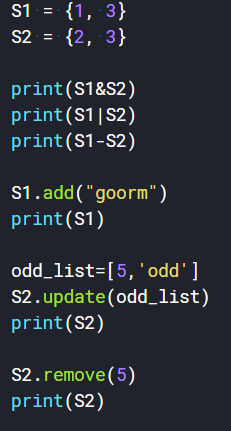 S1 = {1, 3}
S2 = {2, 3}
print(S1&S2)
print(S1|S2)
print(S1-S2)
S1.add("goorm")
print(S1)
odd_list=[5,'odd']
S2.update(odd_list)
print(S2)
S2.remove(5)
print(S2)